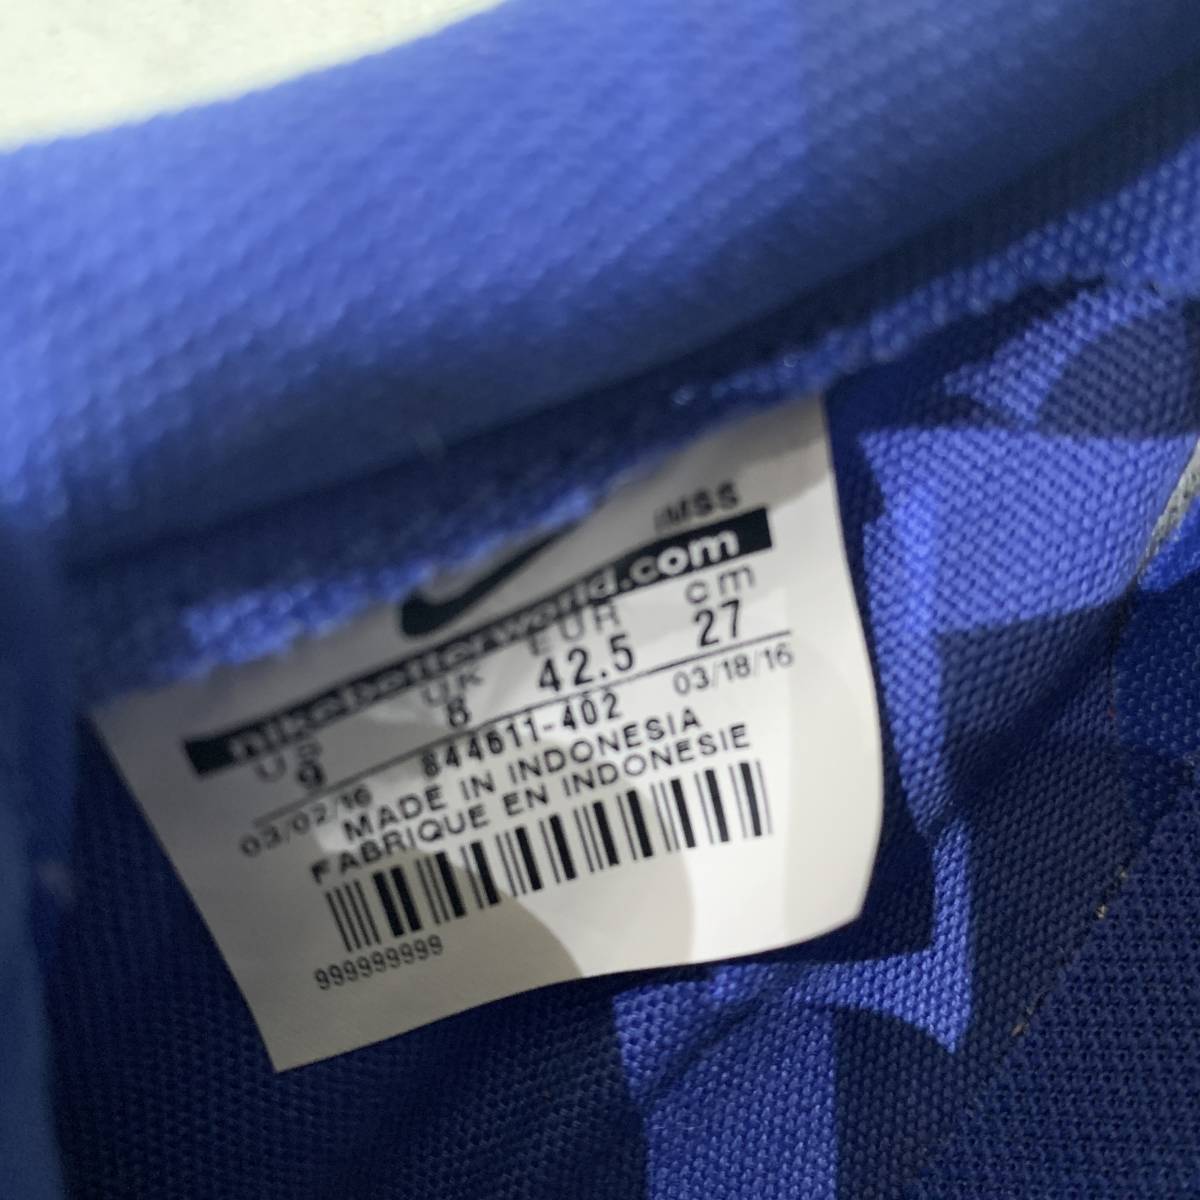 IMSS
nikebetterworld.com
US UK EUR cm
9 8 42.5 27
844611-402
03/02/16 03/18/16
MADE IN INDONESIA
FABRIQUE EN INDONESIE
999999999